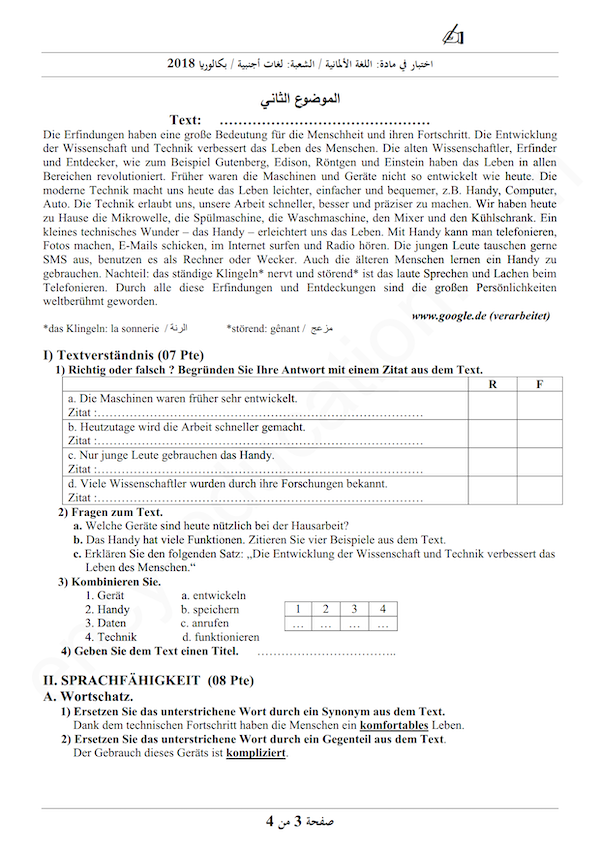 اختبار في مادة: اللغة الألمانية / الشعبة: لغات أجنبية / بكالوريا 2018
الموضوع الثاني
Text: ………………………………………
Die Erfindungen haben eine große Bedeutung für die Menschheit und ihren Fortschritt. Die Entwicklung
der Wissenschaft und Technik verbessert das Leben des Menschen. Die alten Wissenschaftler, Erfinder
und Entdecker, wie zum Beispiel Gutenberg, Edison, Röntgen und Einstein haben das Leben in allen
Bereichen revolutioniert. Früher waren die Maschinen und Geräte nicht so entwickelt wie heute. Die
moderne Technik macht uns heute das Leben leichter, einfacher und bequemer, z.B. Handy, Computer,
Auto. Die Technik erlaubt uns, unsere Arbeit schneller, besser und präziser zu machen. Wir haben heute
zu Hause die Mikrowelle, die Spülmaschine, die Waschmaschine, den Mixer und den Kühlschrank. Ein
kleines technisches Wunder – das Handy – erleichtert uns das Leben. Mit Handy kann man telefonieren,
Fotos machen, E-Mails schicken, im Internet surfen und Radio hören. Die jungen Leute tauschen gerne
SMS aus, benutzen es als Rechner oder Wecker. Auch die älteren Menschen lernen ein Handy zu
gebrauchen. Nachteil: das ständige Klingeln* nervt und störend* ist das laute Sprechen und Lachen beim
Telefonieren. Durch alle diese Erfindungen und Entdeckungen sind die großen Persönlichkeiten
weltberühmt geworden.
www.google.de (verarbeitet)
*das Klingeln: la sonnerie / الرنة *störend: gênant / مزعج
I) Textverständnis (07 Pte)
1) Richtig oder falsch ? Begründen Sie Ihre Antwort mit einem Zitat aus dem Text.
R F
a. Die Maschinen waren früher sehr entwickelt.
Zitat :………………………………………………………
b. Heutzutage wird die Arbeit schneller gemacht.
Zitat :………………………………………………………
c. Nur junge Leute gebrauchen das Handy.
Zitat :………………………………………………………
d. Viele Wissenschaftler wurden durch ihre Forschungen bekannt.
Zitat :………………………………………………………
2) Fragen zum Text.
a. Welche Geräte sind heute nützlich bei der Hausarbeit?
b. Das Handy hat viele Funktionen. Zitieren Sie vier Beispiele aus dem Text.
c. Erklären Sie den folgenden Satz: „Die Entwicklung der Wissenschaft und Technik verbessert das
Leben des Menschen.“
3) Kombinieren Sie.
1. Gerät a. entwickeln
2. Handy b. speichern 1 2 3 4
3. Daten c. anrufen … … … …
4. Technik d. funktionieren
4) Geben Sie dem Text einen Titel. ……………………………..
II. SPRACHFÄHIGKEIT (08 Pte)
A. Wortschatz.
1) Ersetzen Sie das unterstrichene Wort durch ein Synonym aus dem Text.
Dank dem technischen Fortschritt haben die Menschen ein komfortables Leben.
2) Ersetzen Sie das unterstrichene Wort durch ein Gegenteil aus dem Text.
Der Gebrauch dieses Geräts ist kompliziert.
صفحة 3 من 4